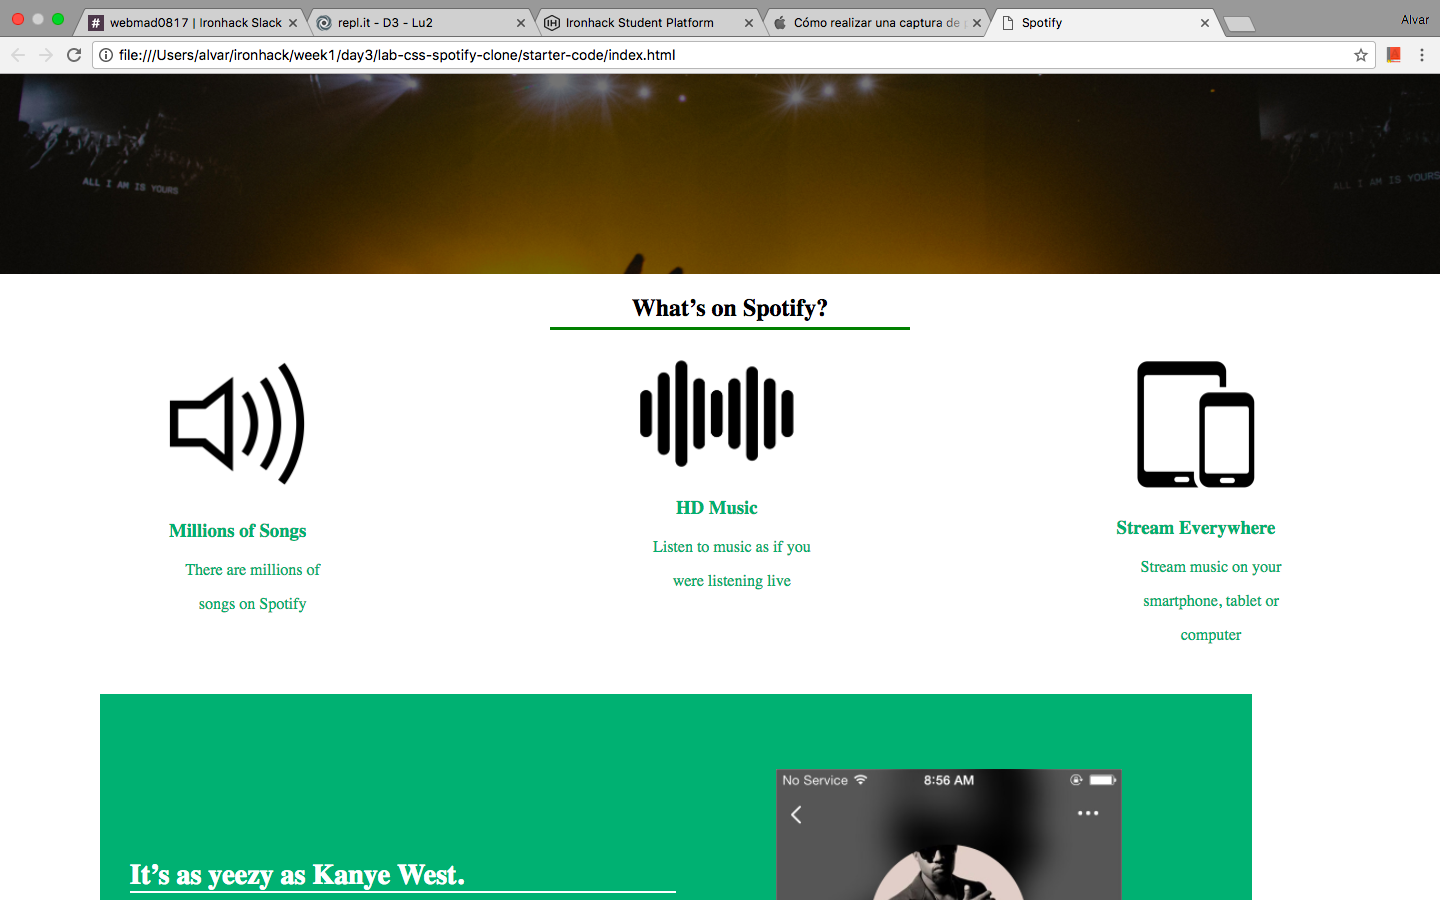 webmad0817 | Ironhack Slack
repl.it - D3 - Lu2
Ironhack Student Platform
Cómo realizar una captura de
Spotify
Alvar
file:///Users/alvar/ironhack/week1/day3/lab-css-spotify-clone/starter-code/index.html
ALL I AM IS YOURS
ALL I AM IS YOURS
What’s on Spotify?
Millions of Songs
There are millions of
songs on Spotify
HD Music
Listen to music as if you
were listening live
Stream Everywhere
Stream music on your
smartphone, tablet or
computer
It’s as yeezy as Kanye West.
No Service
8:56 AM